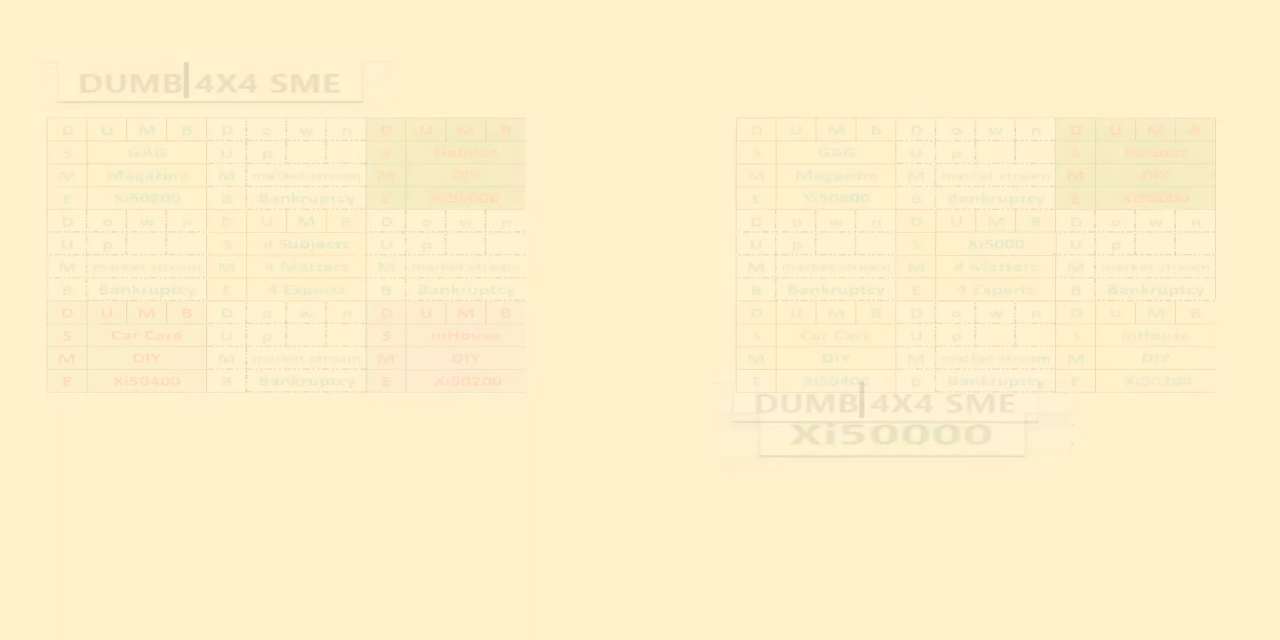 DUMB 4X4 SME
D U M B D o w n D U M B
S GAG U p S Habitat
M Magazine M market stream M DIY
E Xi50800 B Bankruptcy E
D o w n D U M B D o w n
U p S 4 Subjects U p
M market stream M 4 Matters M market stream
B Bankruptcy E 4 Experts B Bankruptcy
D U M B D o w n D U M B
S Car Care U p S inHouse
M DIY M market stream M DIY
E Xi50400 B Bankruptcy E Xi50200
D U M B D o w n D U M B
S GAG U p S Habitat
M Magazine M market stream M DIY
E Xi50800 B Bankruptcy E
D o w n D U M B D o w n
U p S Xi5000 U p
M market stream M 4 Matters M market stream
B Bankruptcy E 4 Experts B Bankruptcy
D U M B D o w n D U M B
S Car Care U p S inHouse
M DIY M market stream M DIY
E Xi50400 B Bankruptcy E Xi50200
DUMB 4X4 SME
Xi50000